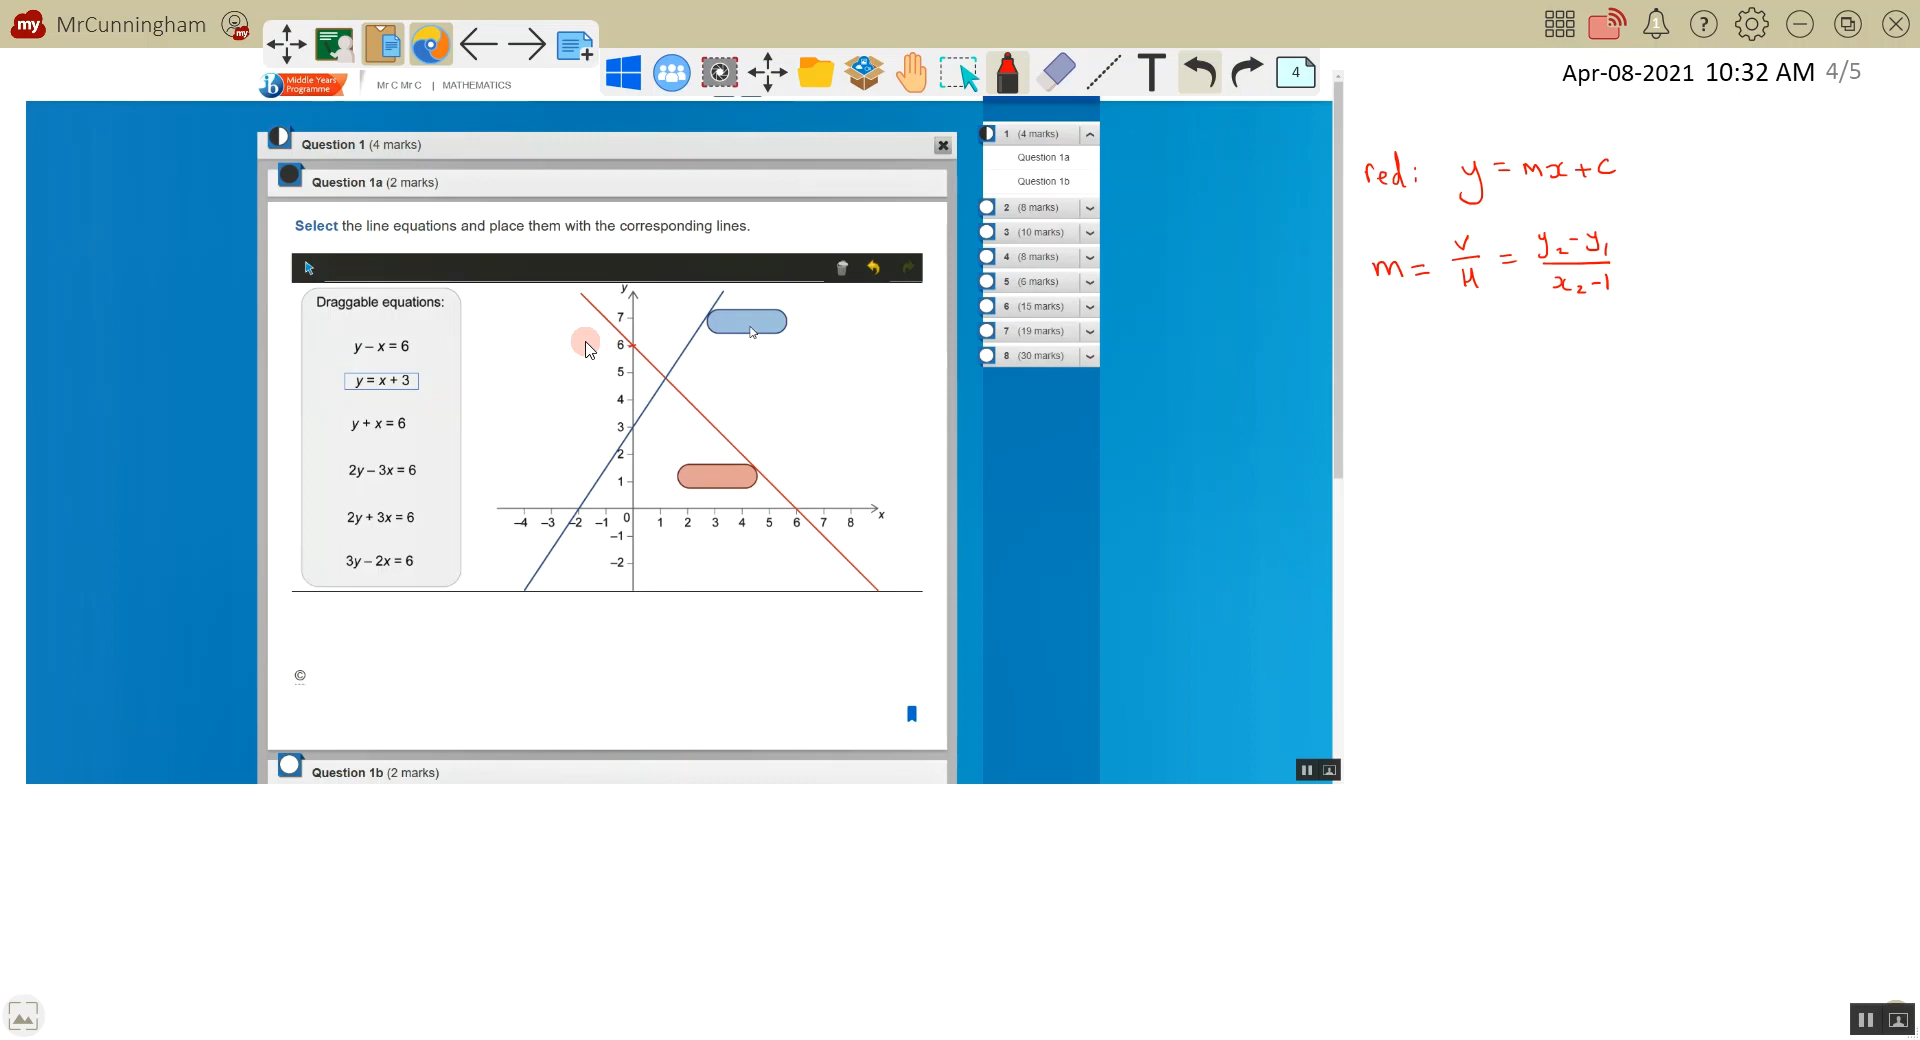 my MrCunningham my
1
?
T
4
Apr-08-2021 10:32 AM 4/5
ib Middle Years Programme
Mr C Mr C | MATHEMATICS
Question 1 (4 marks)
Question 1a (2 marks)
Select the line equations and place them with the corresponding lines.
Draggable equations:
y – x = 6
y = x + 3
y + x = 6
2y – 3x = 6
2y + 3x = 6
3y – 2x = 6
y
7
6
5
4
3
2
1
–4 –3 –2 –1 0 1 2 3 4 5 6 7 8 x
–1
–2
©
Question 1b (2 marks)
1 (4 marks)
Question 1a
Question 1b
2 (8 marks)
3 (10 marks)
4 (8 marks)
5 (6 marks)
6 (15 marks)
7 (19 marks)
8 (30 marks)
red: y = mx + c
m = V/H = y₂ - y₁ / x₂ - 1